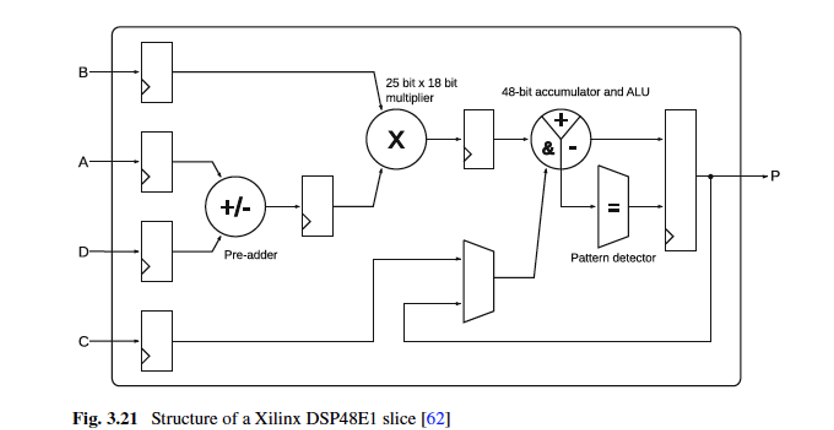 B
25 bit x 18 bit
multiplier
48-bit accumulator and ALU
X
+
& -
A
P
+/-
=
D
Pre-adder
Pattern detector
C
Fig. 3.21 Structure of a Xilinx DSP48E1 slice [62]